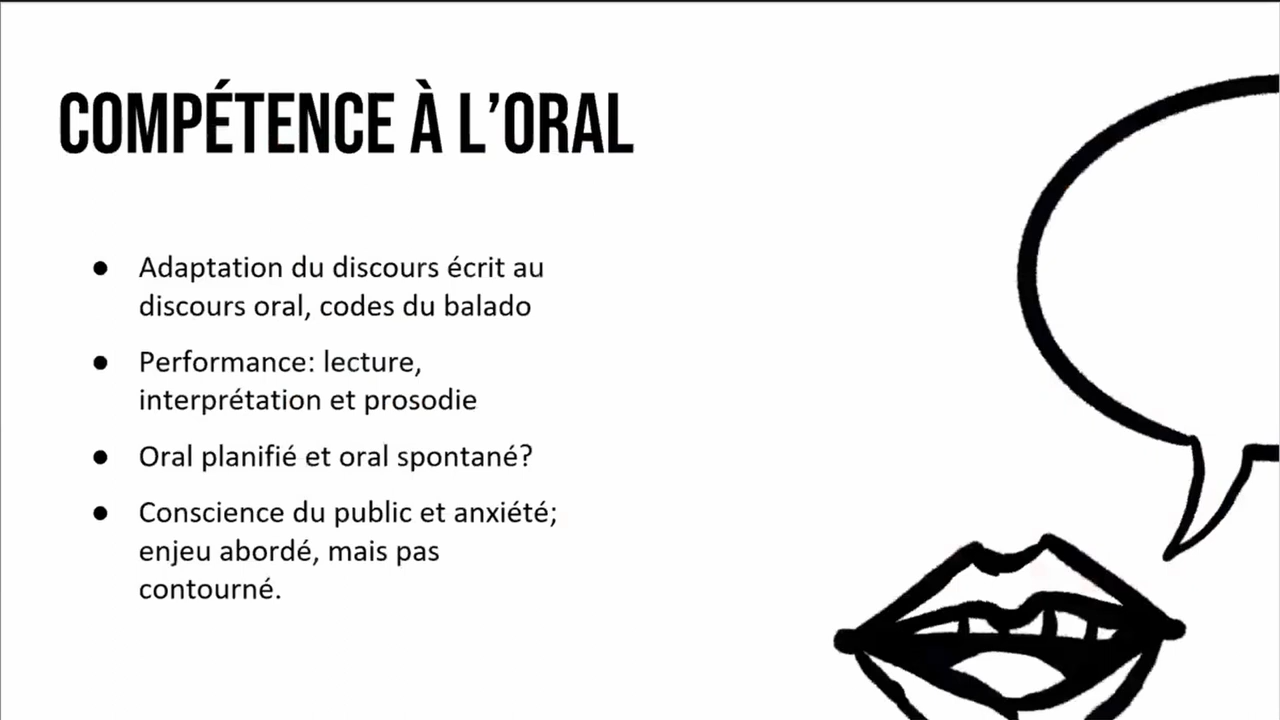 COMPÉTENCE À L’ORAL
● Adaptation du discours écrit au
discours oral, codes du balado
● Performance: lecture,
interprétation et prosodie
● Oral planifié et oral spontané?
● Conscience du public et anxiété;
enjeu abordé, mais pas
contourné.